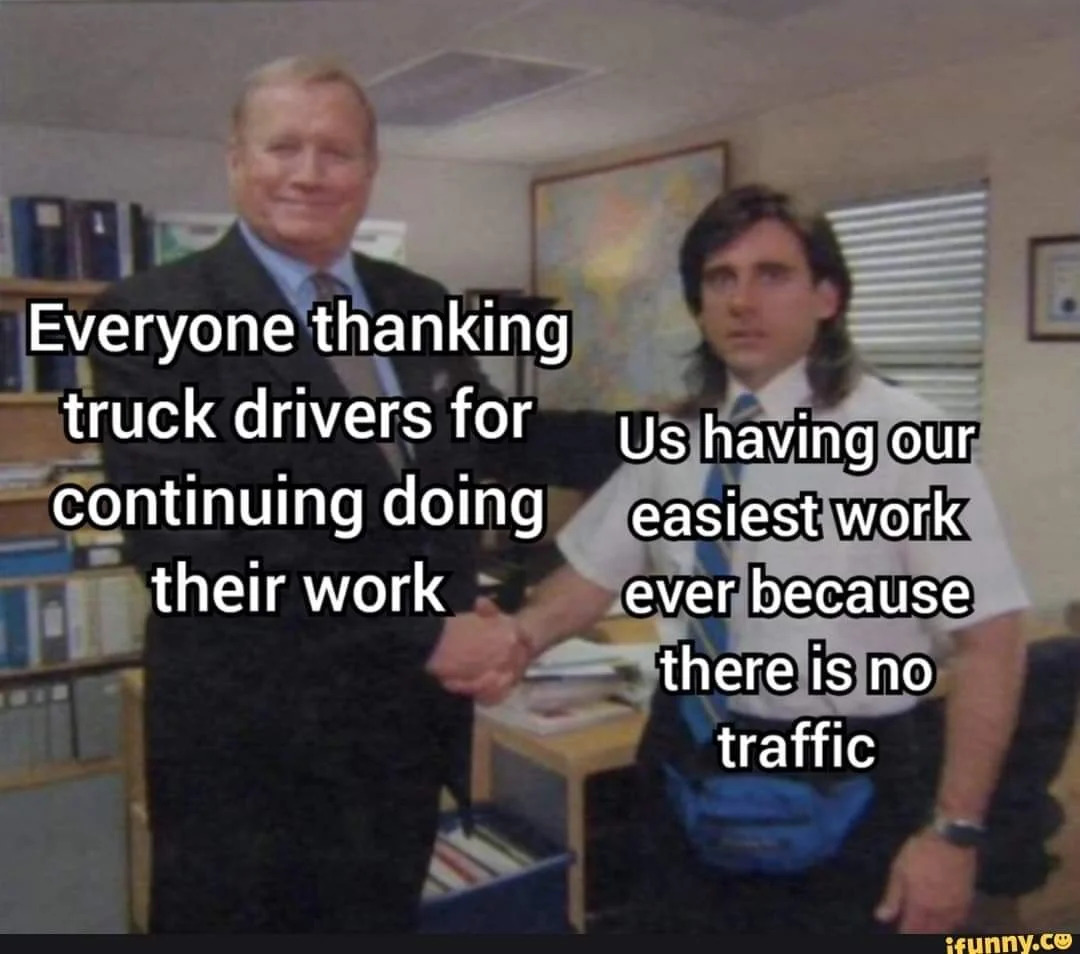 Everyone thanking
truck drivers for
continuing doing
their work
Us having our
easiest work
ever because
there is no
traffic
ifunny.co